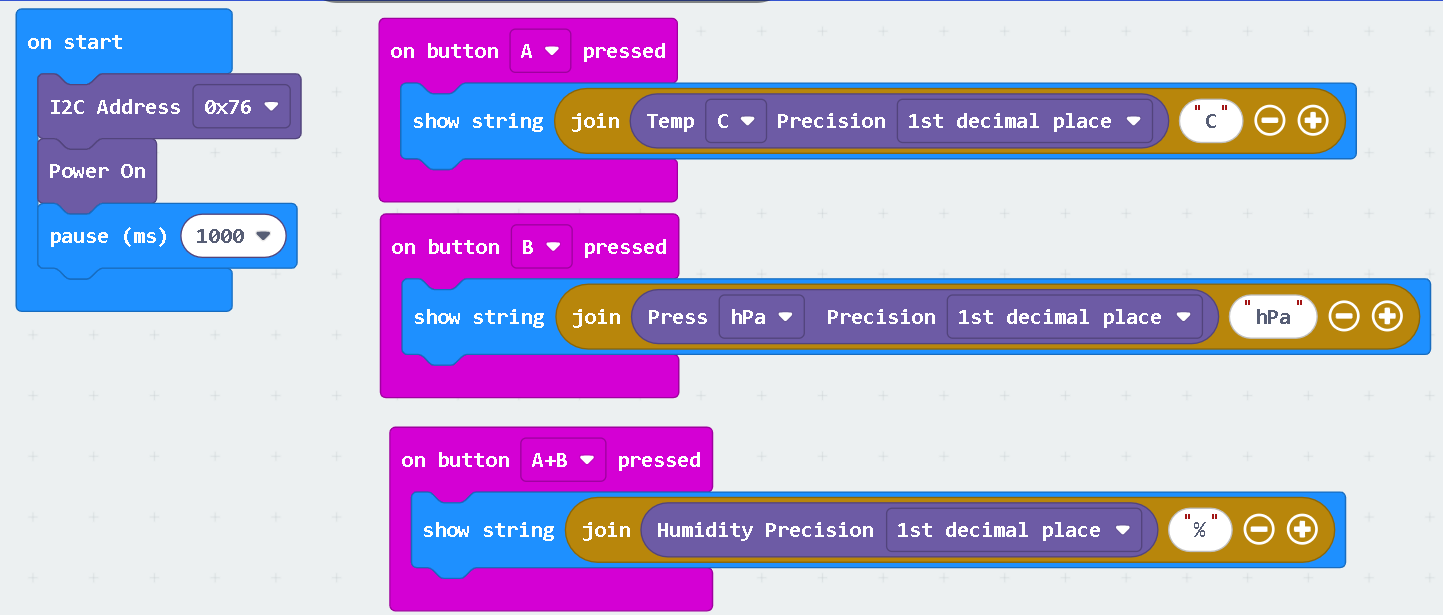 on start
I2C Address 0x76
Power On
pause (ms) 1000
on button A pressed
show string join Temp C Precision 1st decimal place "C"
on button B pressed
show string join Press hPa Precision 1st decimal place "hPa"
on button A+B pressed
show string join Humidity Precision 1st decimal place "%"